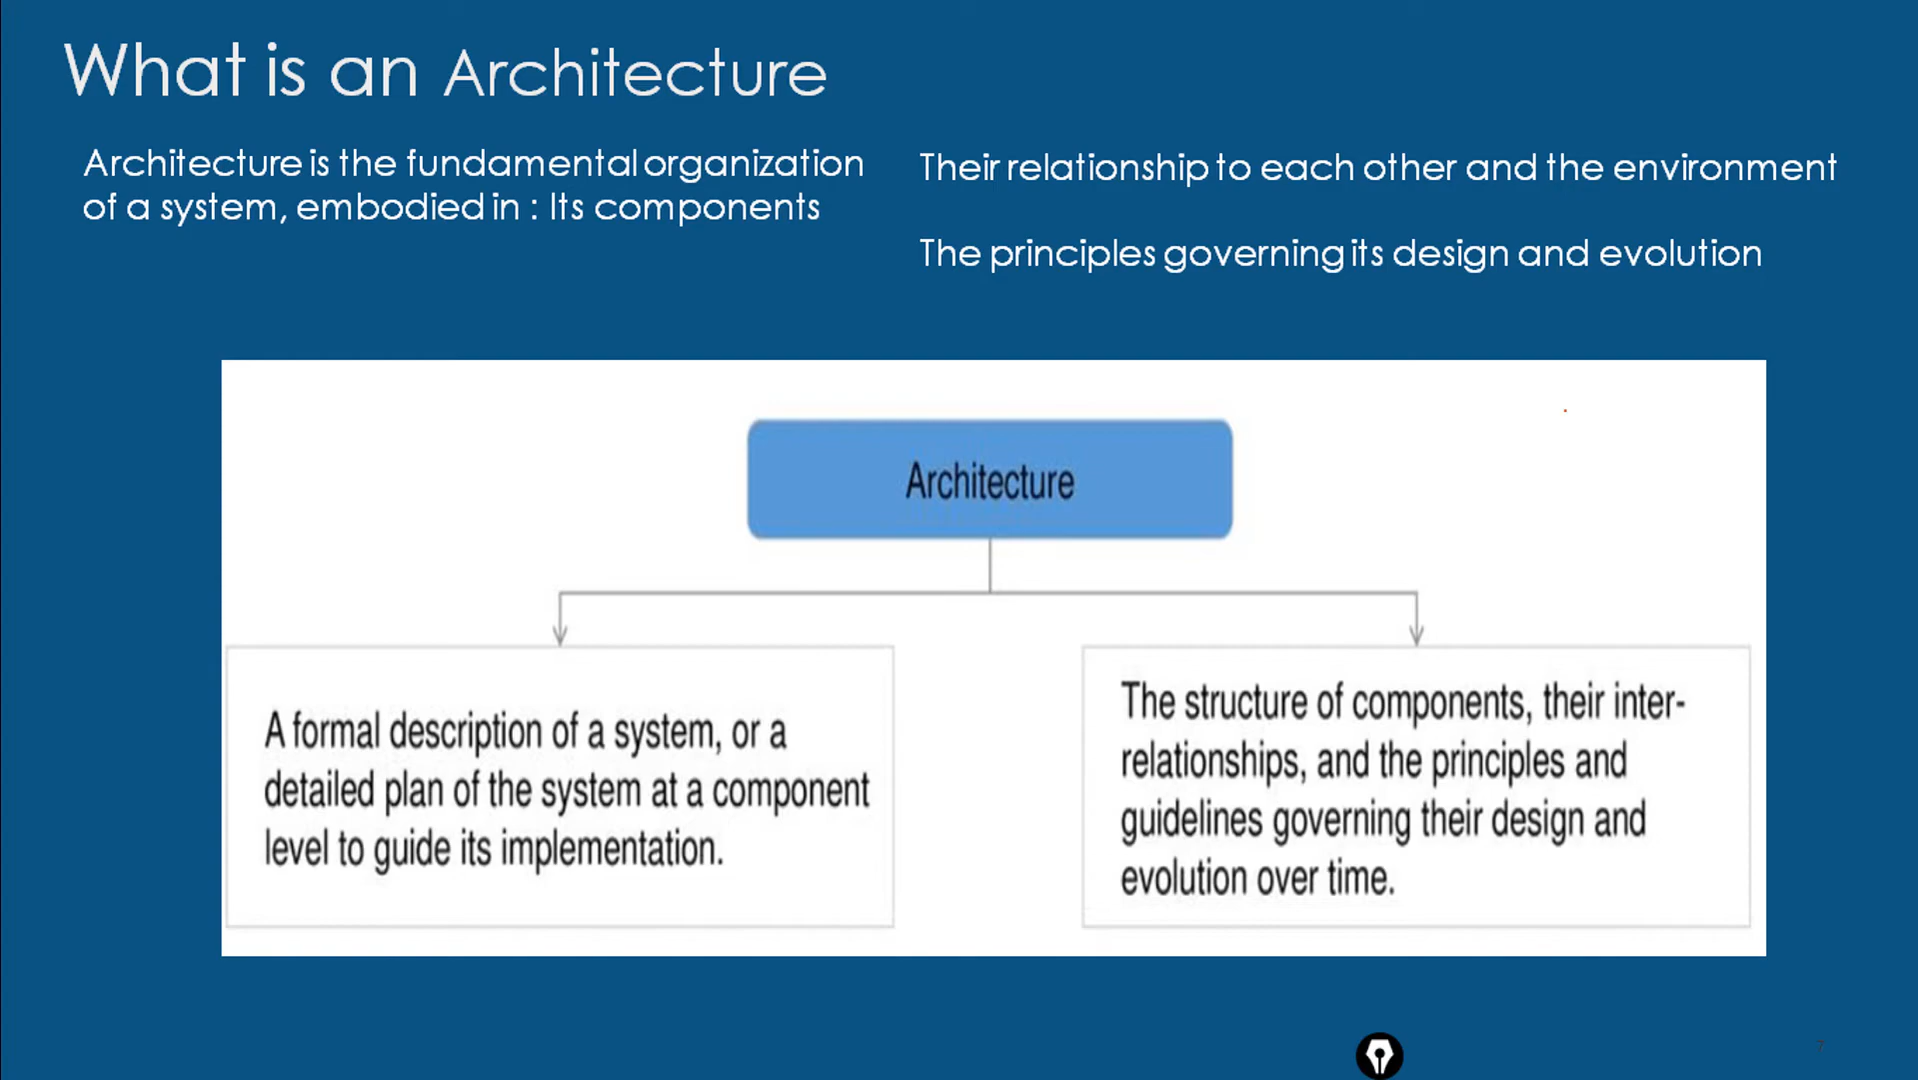 What is an Architecture
Architecture is the fundamental organization
of a system, embodied in : Its components
Their relationship to each other and the environment
The principles governing its design and evolution
Architecture
A formal description of a system, or a
detailed plan of the system at a component
level to guide its implementation.
The structure of components, their inter-
relationships, and the principles and
guidelines governing their design and
evolution over time.
7